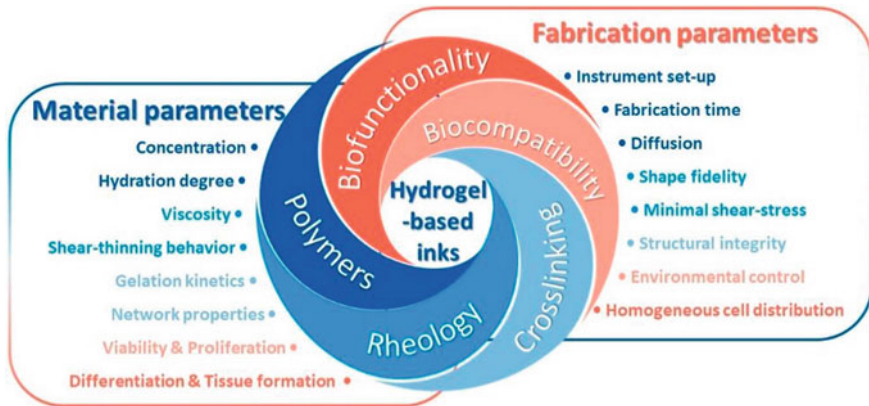 Fabrication parameters
• Instrument set-up
• Fabrication time
• Diffusion
• Shape fidelity
• Minimal shear-stress
• Structural integrity
• Environmental control
• Homogeneous cell distribution
Material parameters
Concentration •
Hydration degree •
Viscosity •
Shear-thinning behavior •
Gelation kinetics •
Network properties •
Viability & Proliferation •
Differentiation & Tissue formation •
Biofunctionality
Biocompatibility
Crosslinking
Rheology
Polymers
Hydrogel
-based
inks